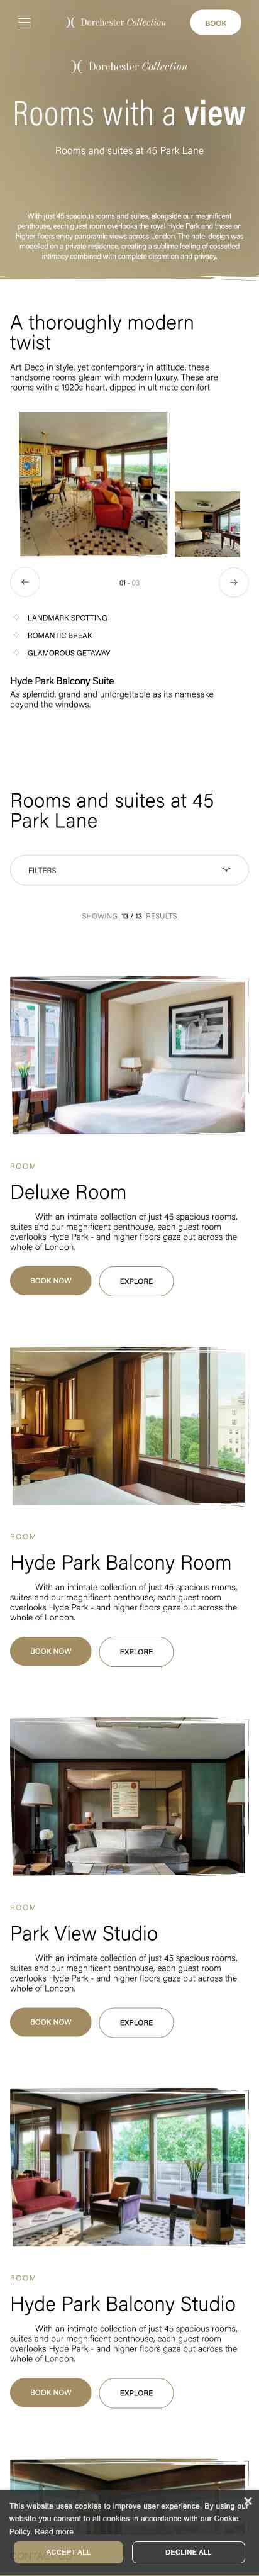 Dorchester Collection
BOOK
Dorchester Collection
Rooms with a view
Rooms and suites at 45 Park Lane
With just 45 spacious rooms and suites, alongside our magnificent
penthouse, each guest room overlooks the royal Hyde Park and those on
higher floors enjoy panoramic views across London. The hotel design was
modelled on a private residence, creating a sublime feeling of cossetted
intimacy combined with complete discretion and privacy.
A thoroughly modern
twist
Art Deco in style, yet contemporary in attitude, these
handsome rooms gleam with modern luxury. These are
rooms with a 1920s heart, dipped in ultimate comfort.
01 - 03
LANDMARK SPOTTING
ROMANTIC BREAK
GLAMOROUS GETAWAY
Hyde Park Balcony Suite
As splendid, grand and unforgettable as its namesake
beyond the windows.
Rooms and suites at 45
Park Lane
FILTERS
SHOWING 13 / 13 RESULTS
ROOM
Deluxe Room
With an intimate collection of just 45 spacious rooms,
suites and our magnificent penthouse, each guest room
overlooks Hyde Park - and higher floors gaze out across the
whole of London.
BOOK NOW
EXPLORE
ROOM
Hyde Park Balcony Room
With an intimate collection of just 45 spacious rooms,
suites and our magnificent penthouse, each guest room
overlooks Hyde Park - and higher floors gaze out across the
whole of London.
BOOK NOW
EXPLORE
ROOM
Park View Studio
With an intimate collection of just 45 spacious rooms,
suites and our magnificent penthouse, each guest room
overlooks Hyde Park - and higher floors gaze out across the
whole of London.
BOOK NOW
EXPLORE
ROOM
Hyde Park Balcony Studio
With an intimate collection of just 45 spacious rooms,
suites and our magnificent penthouse, each guest room
overlooks Hyde Park - and higher floors gaze out across the
whole of London.
BOOK NOW
EXPLORE
This website uses cookies to improve user experience. By using our
website you consent to all cookies in accordance with our Cookie
Policy. Read more
ACCEPT ALL
DECLINE ALL